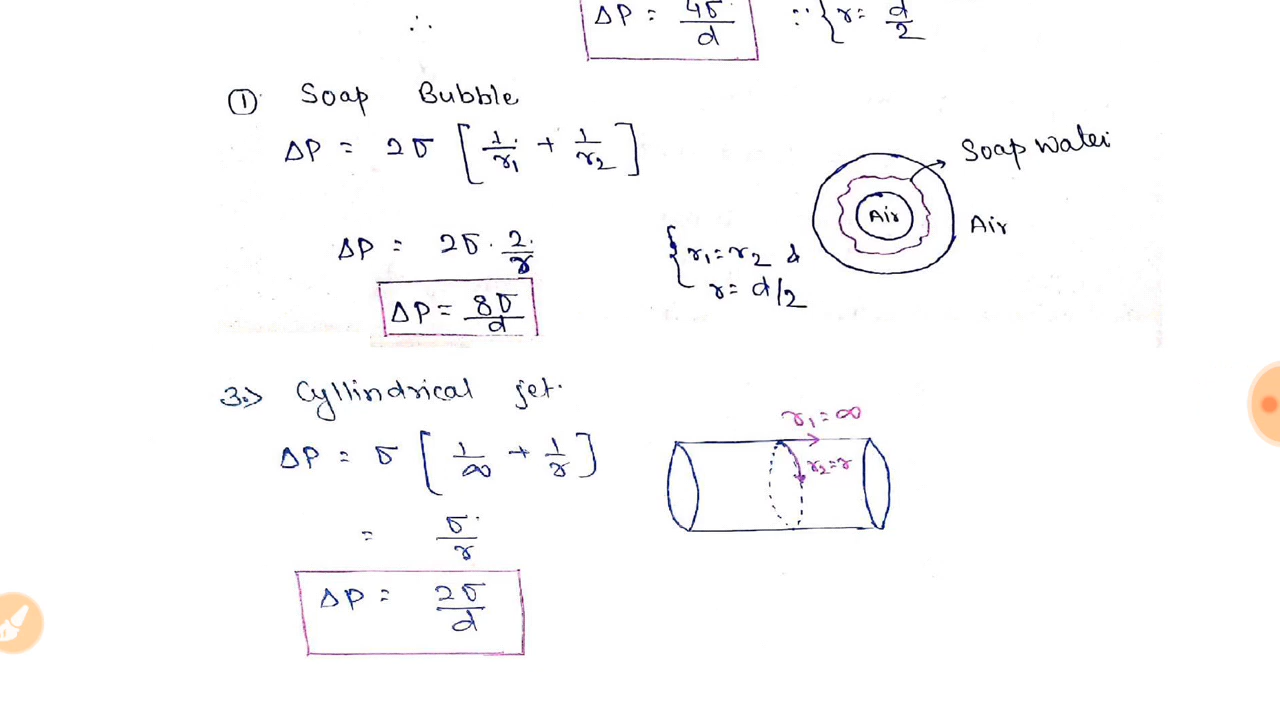 ∴ ΔP = 4σ/d ∵ { r = d/2
① Soap Bubble
ΔP = 2σ [ 1/r₁ + 1/r₂ ]
Soap water
Air
Air
ΔP = 2σ · 2/r
{ r₁ = r₂ &
r = d/2
ΔP = 8σ/d
3.> Cyllindrical jet.
r₁ = ∞
ΔP = σ [ 1/∞ + 1/r ]
r₂ = r
= σ/r
ΔP = 2σ/d